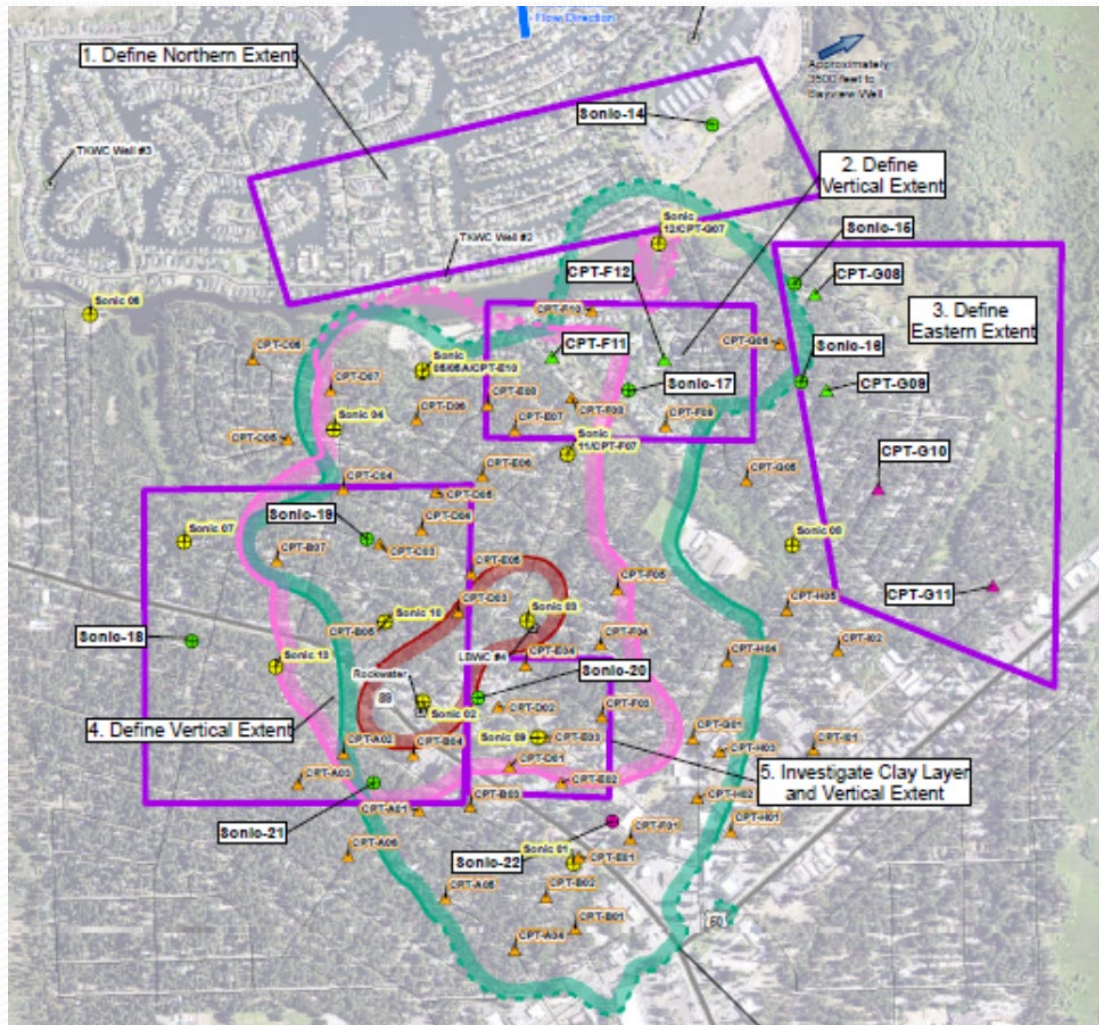 Flow Direction
1. Define Northern Extent
Approximately
3500 feet to
Bayview Well
Sonic-14
TKWC Well #3
2. Define
Vertical Extent
Sonic
12/CPT-G07
Sonic-15
TKWC Well #2
CPT-F12
CPT-G08
Sonic 06
3. Define
Eastern Extent
CPT-F10
CPT-F11
CPT-G06
Sonic-16
CPT-C06
Sonic
05/05A/CPT-E10
CPT-D07
CPT-E08
CPT-F08
Sonic-17
CPT-G09
Sonic 04
CPT-D06
CPT-E07
CPT-F09
CPT-C05
Sonic
11/CPT-F07
CPT-G10
CPT-E06
CPT-G05
CPT-C04
CPT-D05
Sonic-19
Sonic 07
CPT-D04
CPT-C03
Sonic 08
CPT-B07
CPT-E05
CPT-F05
CPT-G11
CPT-D03
Sonic 10
Sonic 03
CPT-H05
CPT-B05
Sonic-18
CPT-F04
CPT-I02
LBWC #4
CPT-E04
CPT-H04
Sonic 13
Rockwater
Sonic-20
89
Sonic 02
CPT-D02
CPT-F03
4. Define Vertical Extent
Sonic 09
CPT-E03
CPT-G01
CPT-A02
CPT-B04
CPT-H03
CPT-I01
CPT-D01
5. Investigate Clay Layer
and Vertical Extent
CPT-A03
CPT-E02
CPT-H02
CPT-A01
CPT-B03
Sonic-21
CPT-F01
CPT-H01
Sonic-22
Sonic 01
CPT-E01
CPT-A06
CPT-A05
CPT-B02
CPT-B01
50
CPT-A04